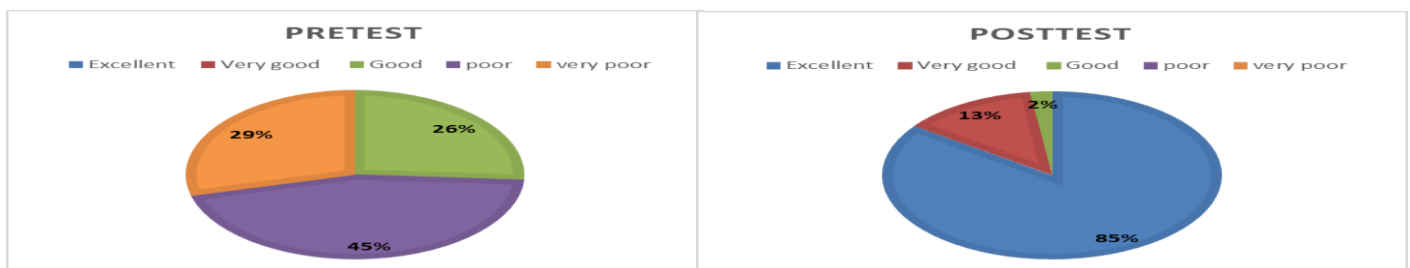 PRETEST
Excellent Very good Good poor very poor
29% 26%
45%
POSTTEST
Excellent Very good Good poor very poor
2%
13%
85%